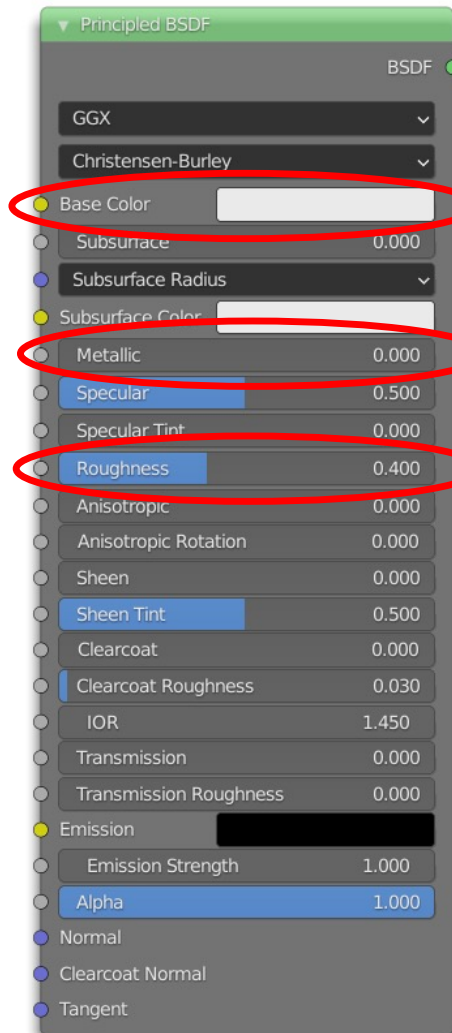 Principled BSDF
BSDF
GGX
Christensen-Burley
Base Color
Subsurface 0.000
Subsurface Radius
Subsurface Color
Metallic 0.000
Specular 0.500
Specular Tint 0.000
Roughness 0.400
Anisotropic 0.000
Anisotropic Rotation 0.000
Sheen 0.000
Sheen Tint 0.500
Clearcoat 0.000
Clearcoat Roughness 0.030
IOR 1.450
Transmission 0.000
Transmission Roughness 0.000
Emission
Emission Strength 1.000
Alpha 1.000
Normal
Clearcoat Normal
Tangent